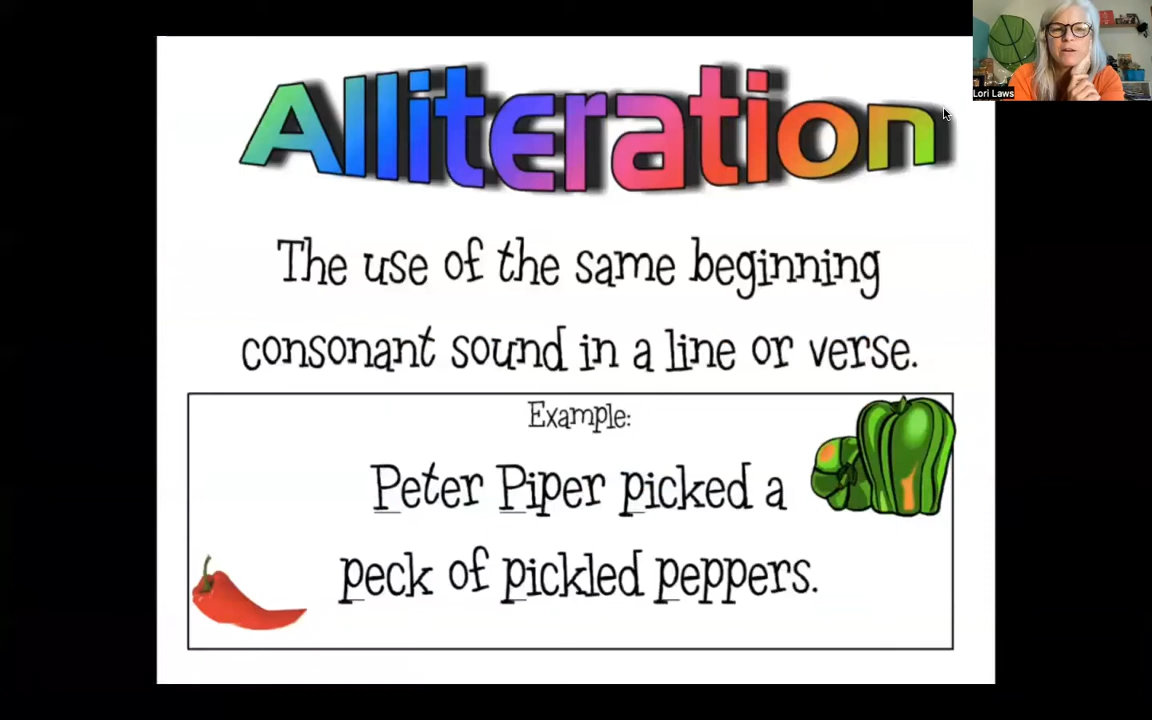 Alliteration
Lori Laws
The use of the same beginning
consonant sound in a line or verse.
Example:
Peter Piper picked a
peck of pickled peppers.